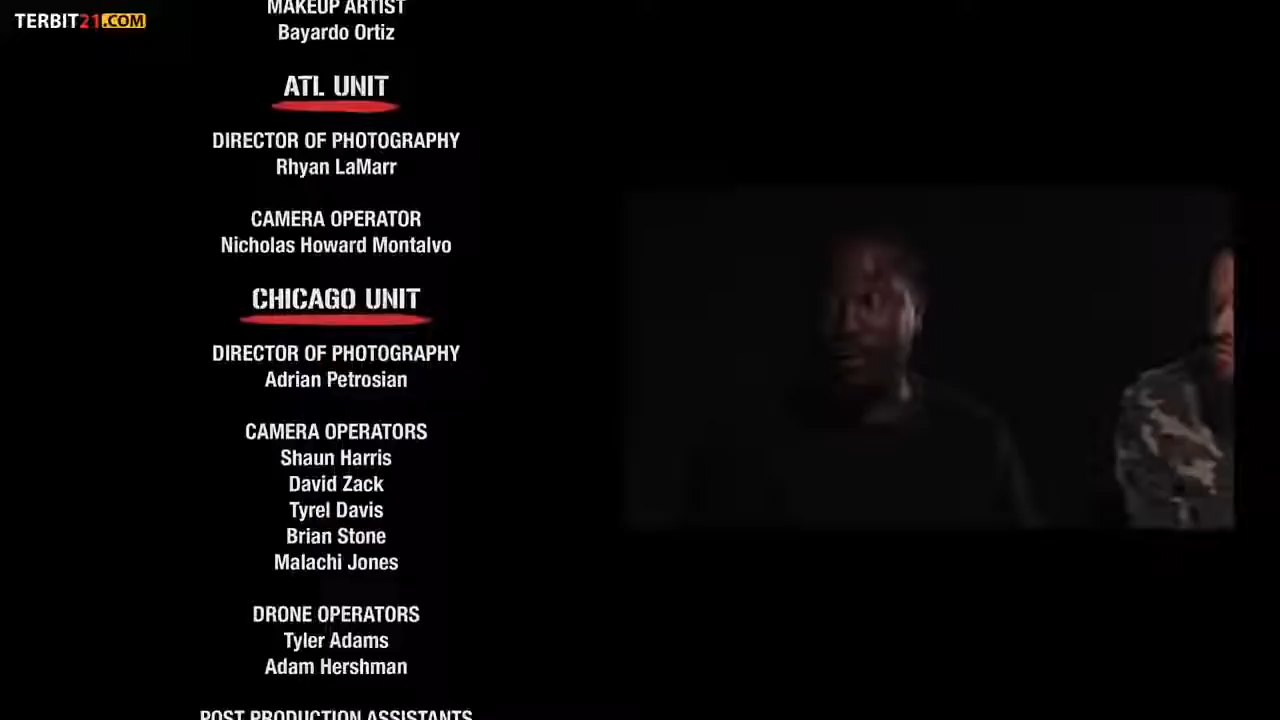 TERBIT21.COM
MAKEUP ARTIST
Bayardo Ortiz
ATL UNIT
DIRECTOR OF PHOTOGRAPHY
Rhyan LaMarr
CAMERA OPERATOR
Nicholas Howard Montalvo
CHICAGO UNIT
DIRECTOR OF PHOTOGRAPHY
Adrian Petrosian
CAMERA OPERATORS
Shaun Harris
David Zack
Tyrel Davis
Brian Stone
Malachi Jones
DRONE OPERATORS
Tyler Adams
Adam Hershman
POST PRODUCTION ASSISTANTS